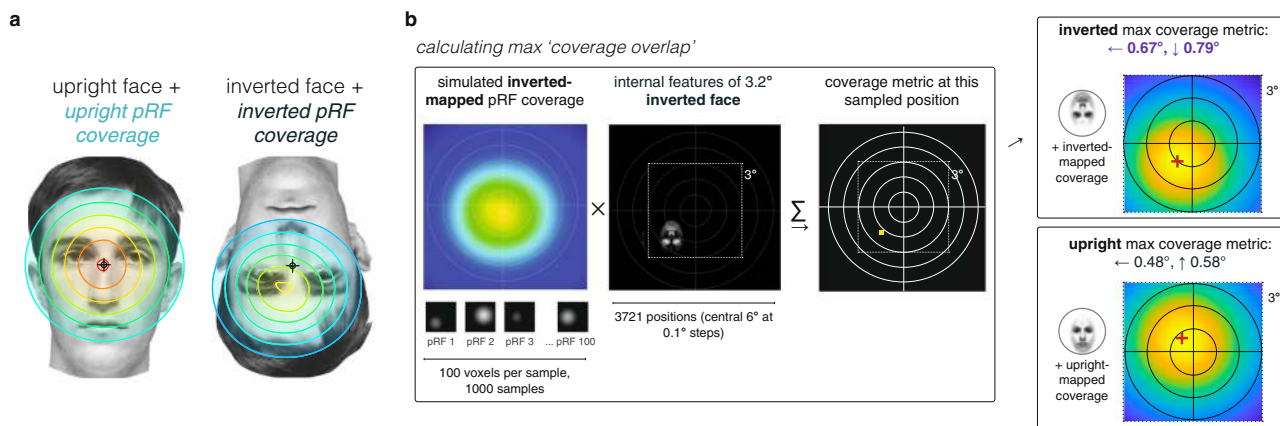 a
upright face +
upright pRF
coverage
inverted face +
inverted pRF
coverage
b
calculating max ‘coverage overlap’
simulated inverted-
mapped pRF coverage
pRF 1
pRF 2
pRF 3
... pRF 100
100 voxels per sample,
1000 samples
×
internal features of 3.2°
inverted face
3°
3721 positions (central 6° at
0.1° steps)
∑
→
coverage metric at this
sampled position
3°
→
inverted max coverage metric:
← 0.67°, ↓ 0.79°
3°
+ inverted-
mapped
coverage
upright max coverage metric:
← 0.48°, ↑ 0.58°
3°
+ upright-
mapped
coverage